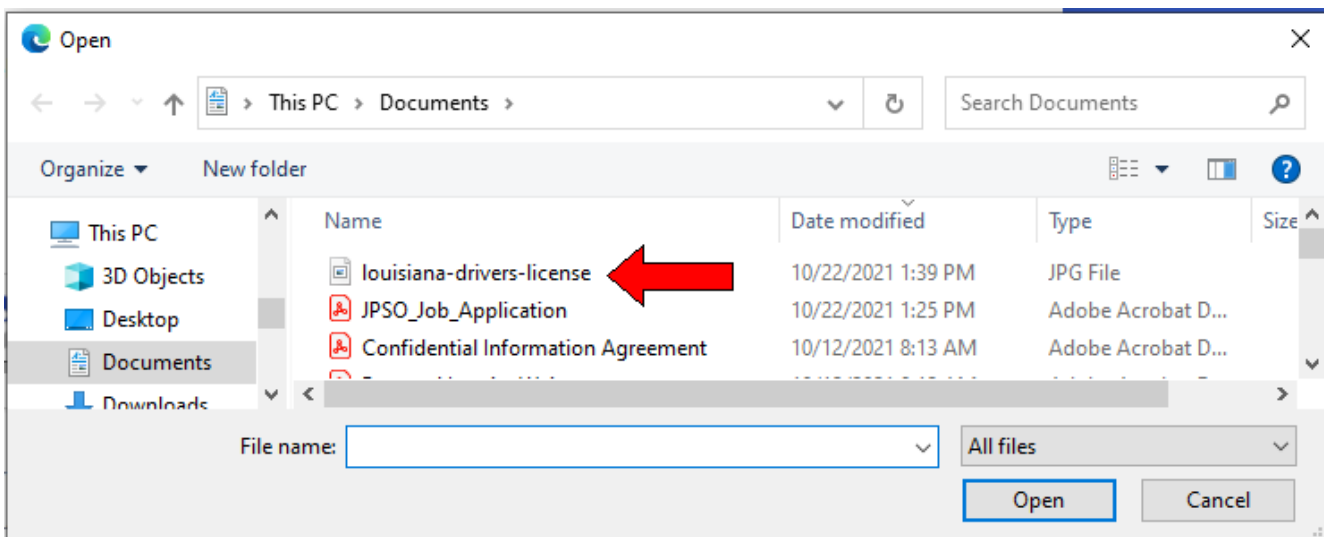 Open
This PC > Documents >
Search Documents
Organize
New folder
?
This PC
3D Objects
Desktop
Documents
Downloads
Name Date modified Type Size
louisiana-drivers-license 10/22/2021 1:39 PM JPG File
JPSO_Job_Application 10/22/2021 1:25 PM Adobe Acrobat D...
Confidential Information Agreement 10/12/2021 8:13 AM Adobe Acrobat D...
File name:
All files
Open
Cancel